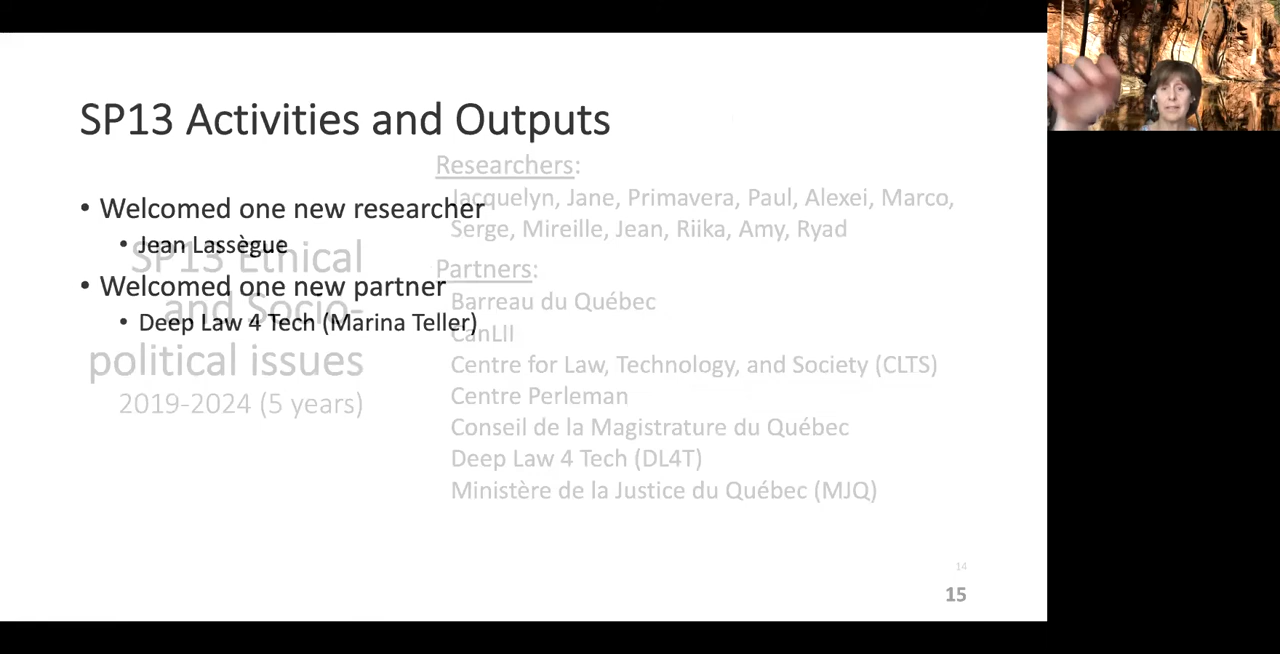 SP13 Activities and Outputs
• Welcomed one new researcher
• Jean Lassègue
• Welcomed one new partner
• Deep Law 4 Tech (Marina Teller)
SP13 Ethical
and Socio-
political issues
2019-2024 (5 years)
Researchers:
Jacquelyn, Jane, Primavera, Paul, Alexei, Marco,
Serge, Mireille, Jean, Riika, Amy, Ryad
Partners:
Barreau du Québec
CanLII
Centre for Law, Technology, and Society (CLTS)
Centre Perleman
Conseil de la Magistrature du Québec
Deep Law 4 Tech (DL4T)
Ministère de la Justice du Québec (MJQ)
14
15